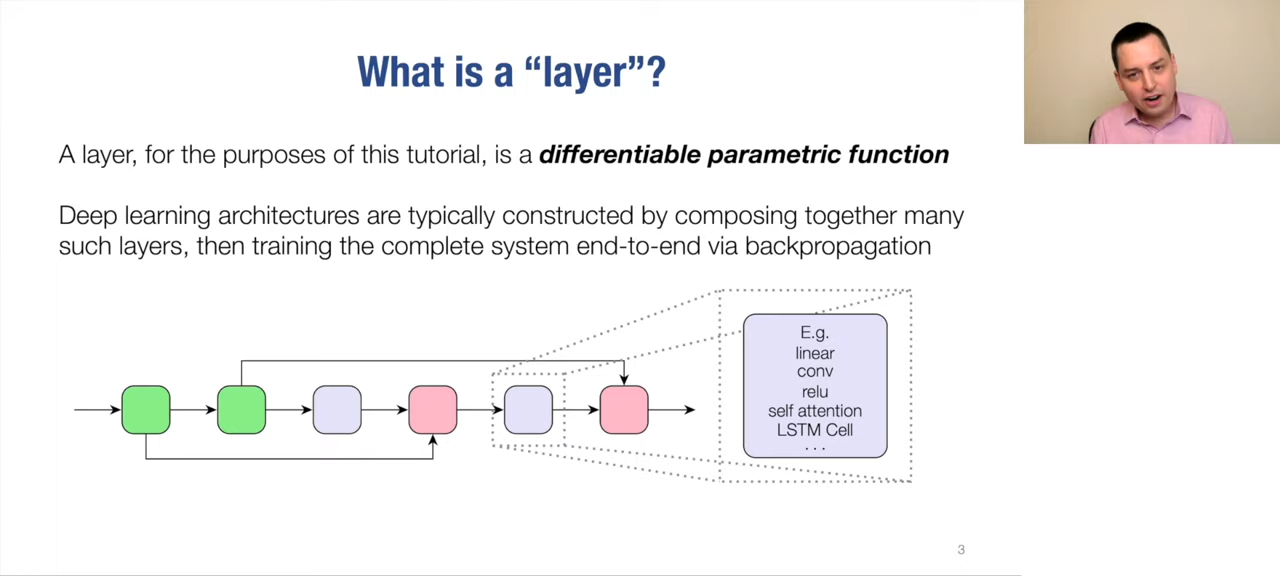 What is a “layer”?
A layer, for the purposes of this tutorial, is a differentiable parametric function
Deep learning architectures are typically constructed by composing together many
such layers, then training the complete system end-to-end via backpropagation
E.g.
linear
conv
relu
self attention
LSTM Cell
. . .
3